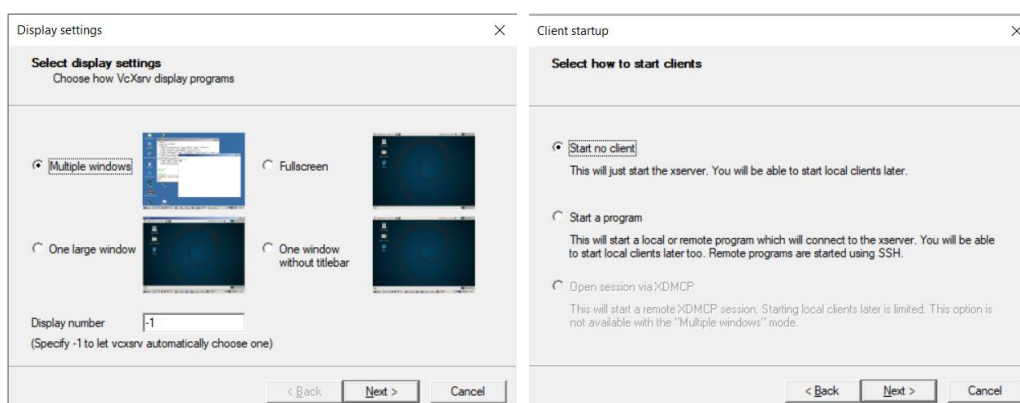 Display settings
Select display settings
Choose how VcXsrv display programs
Multiple windows
Fullscreen
One large window
One window
without titlebar
Display number
-1
(Specify -1 to let vcxsrv automatically choose one)
< Back
Next >
Cancel
Client startup
Select how to start clients
Start no client
This will just start the xserver. You will be able to start local clients later.
Start a program
This will start a local or remote program which will connect to the xserver. You will be able
to start local clients later too. Remote programs are started using SSH.
Open session via XDMCP
This will start a remote XDMCP session. Starting local clients later is limited. This option is
not available with the "Multiple windows" mode.
< Back
Next >
Cancel